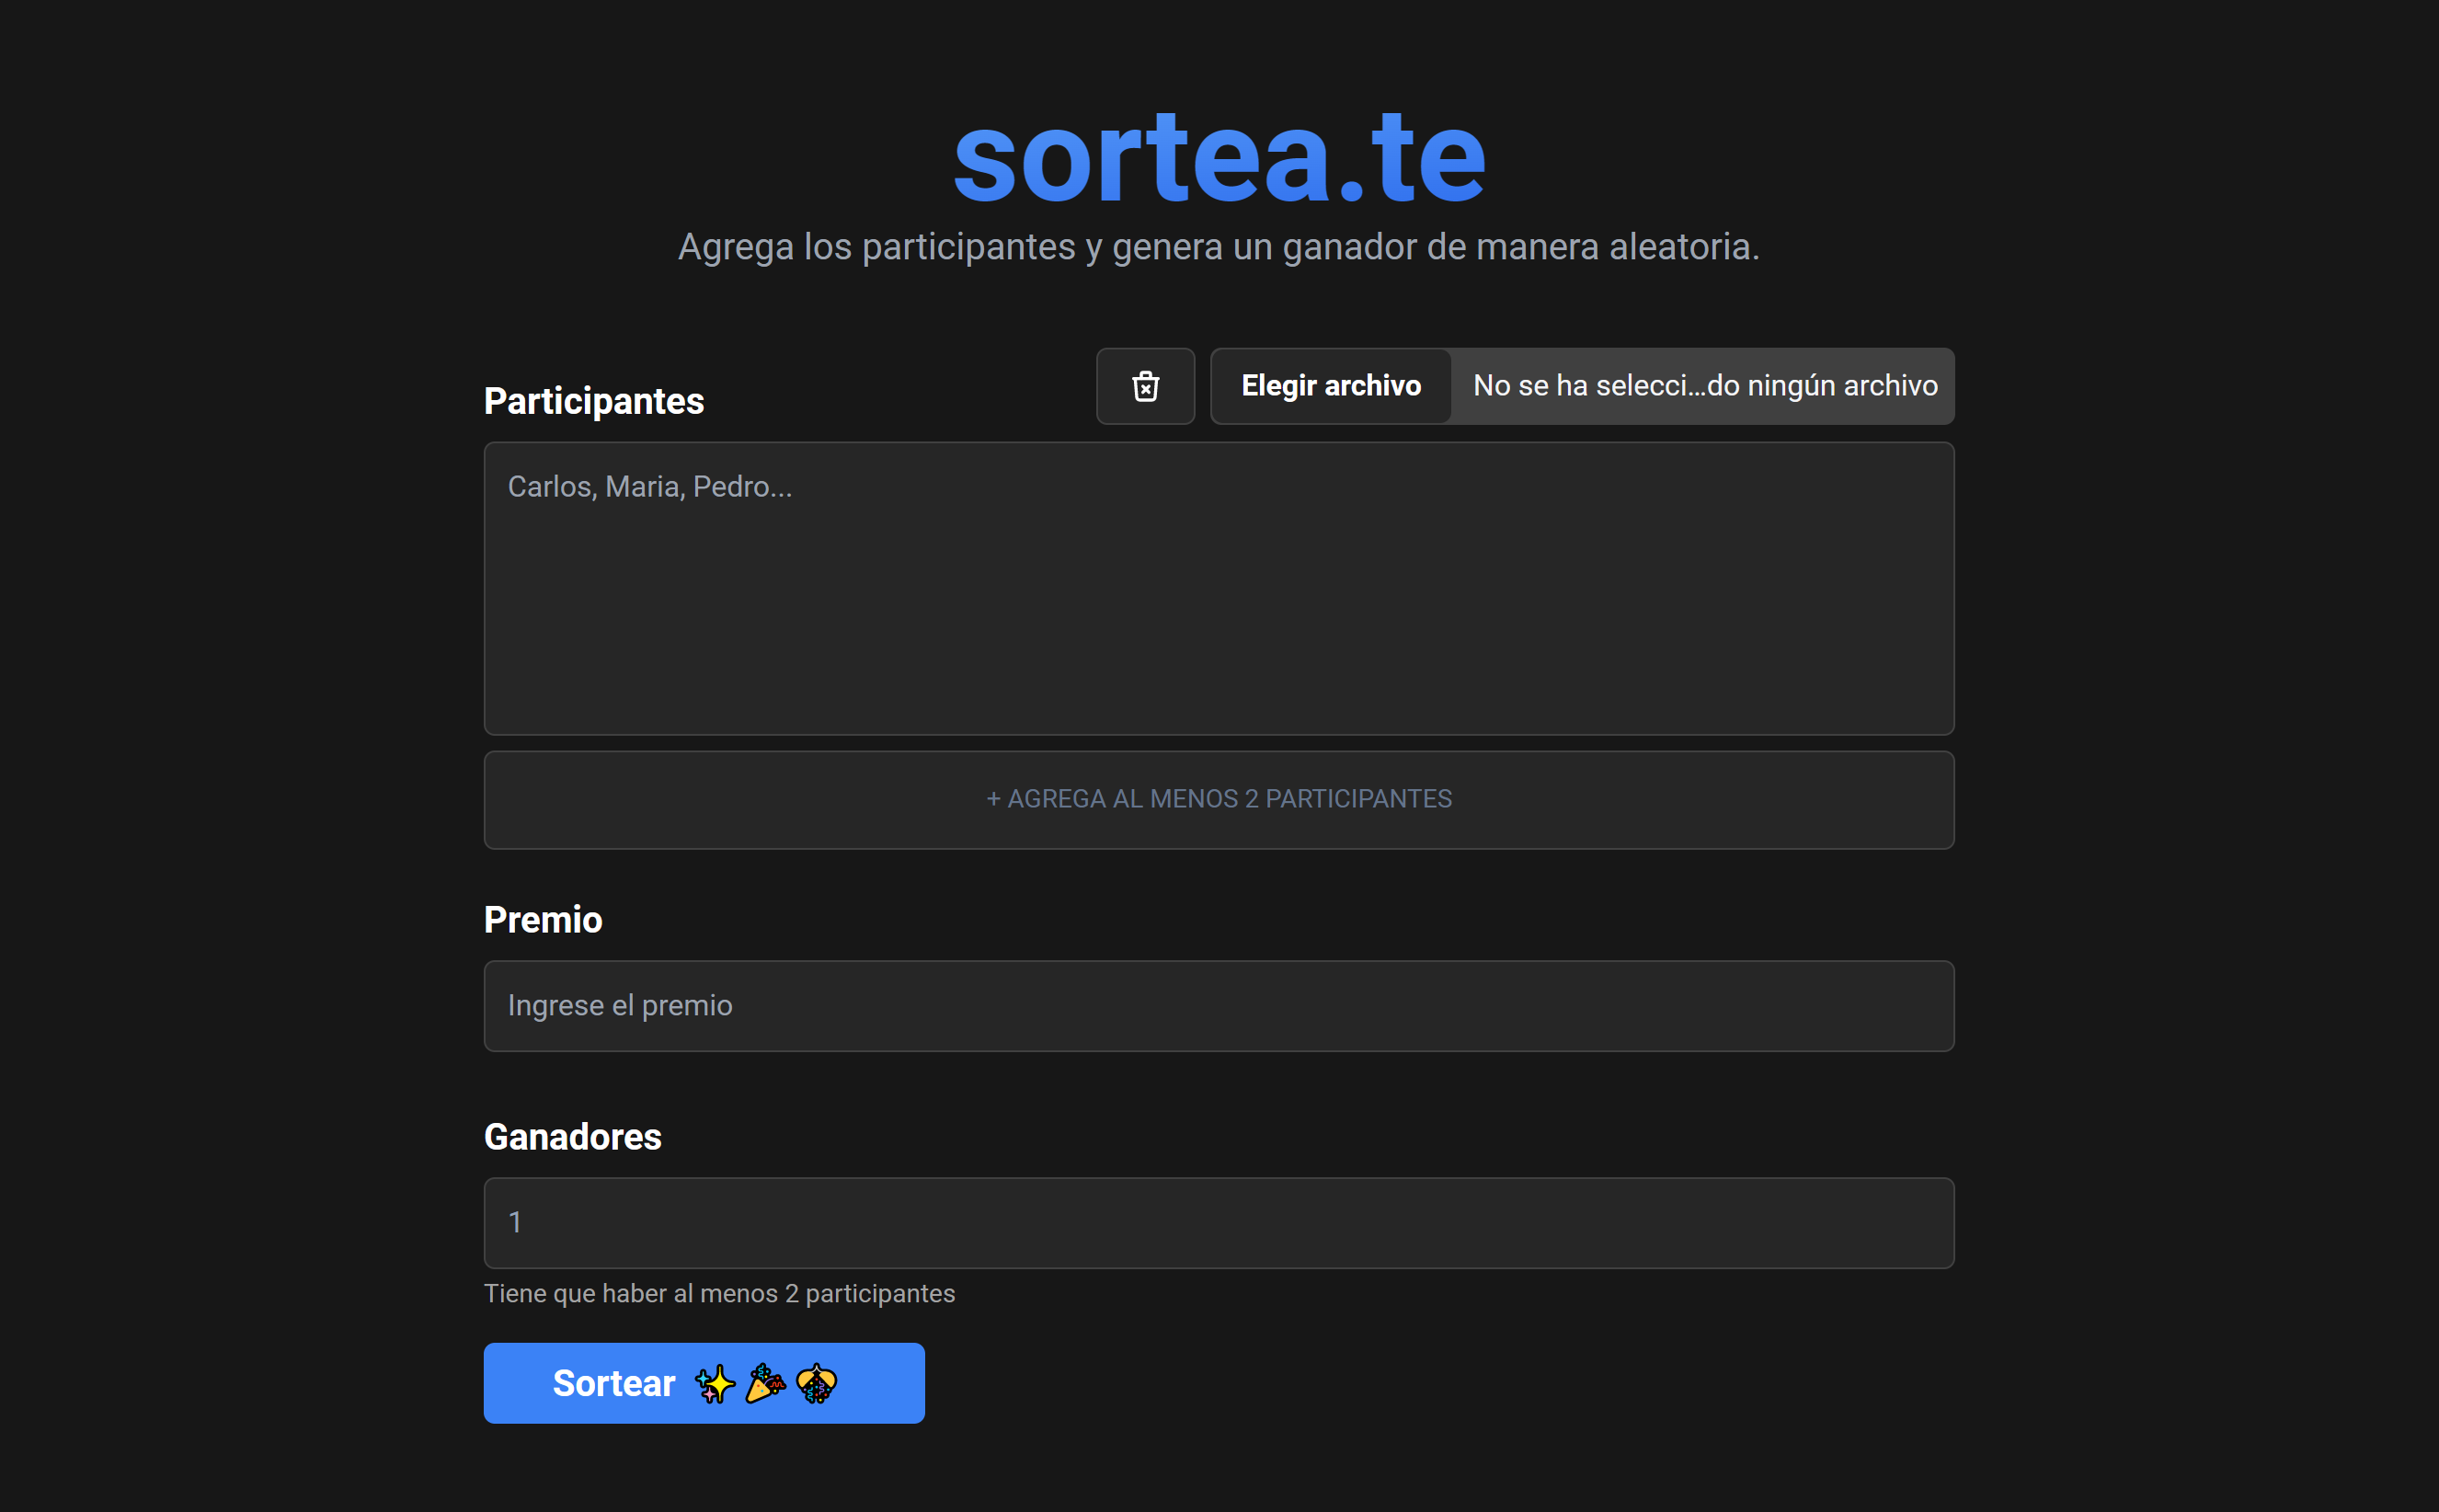 sortea.te
Agrega los participantes y genera un ganador de manera aleatoria.
Participantes
Elegir archivo
No se ha selecci...do ningún archivo
Carlos, Maria, Pedro...
+ AGREGA AL MENOS 2 PARTICIPANTES
Premio
Ingrese el premio
Ganadores
1
Tiene que haber al menos 2 participantes
Sortear ✨🎉🎊